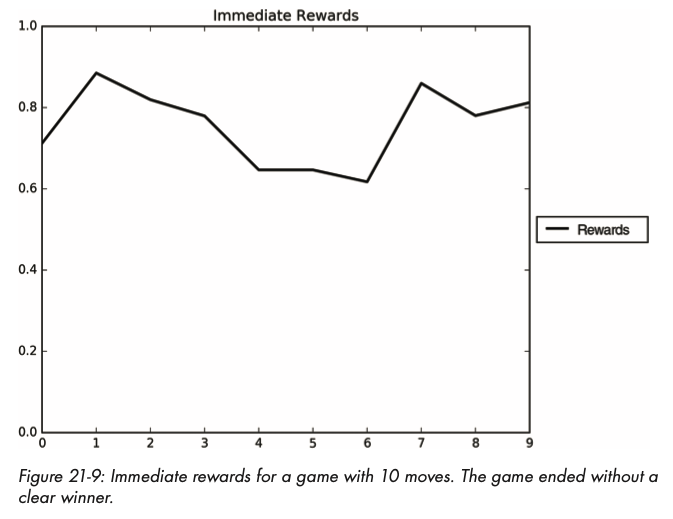 Immediate Rewards
1.0
0.8
0.6
0.4
0.2
0.0
0 1 2 3 4 5 6 7 8 9
Rewards
Figure 21-9: Immediate rewards for a game with 10 moves. The game ended without a
clear winner.